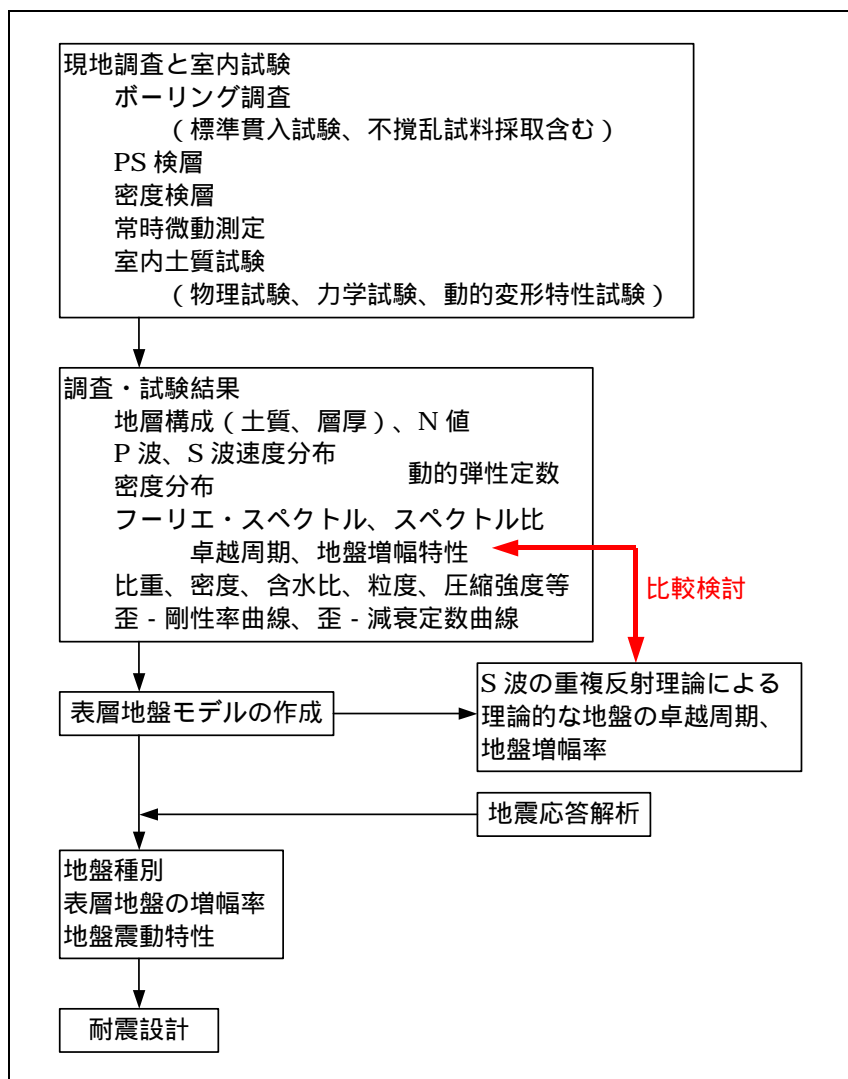 現地調査と室内試験
ボーリング調査
（標準貫入試験、不撹乱試料採取含む）
PS 検層
密度検層
常時微動測定
室内土質試験
（物理試験、力学試験、動的変形特性試験）
調査・試験結果
地層構成（土質、層厚）、N 値
P 波、S 波速度分布
動的弾性定数
密度分布
フーリエ・スペクトル、スペクトル比
卓越周期、地盤増幅特性
比重、密度、含水比、粒度、圧縮強度等
歪 - 剛性率曲線、歪 - 減衰定数曲線
比較検討
表層地盤モデルの作成
S 波の重複反射理論による
理論的な地盤の卓越周期、
地盤増幅率
地震応答解析
地盤種別
表層地盤の増幅率
地盤震動特性
耐震設計